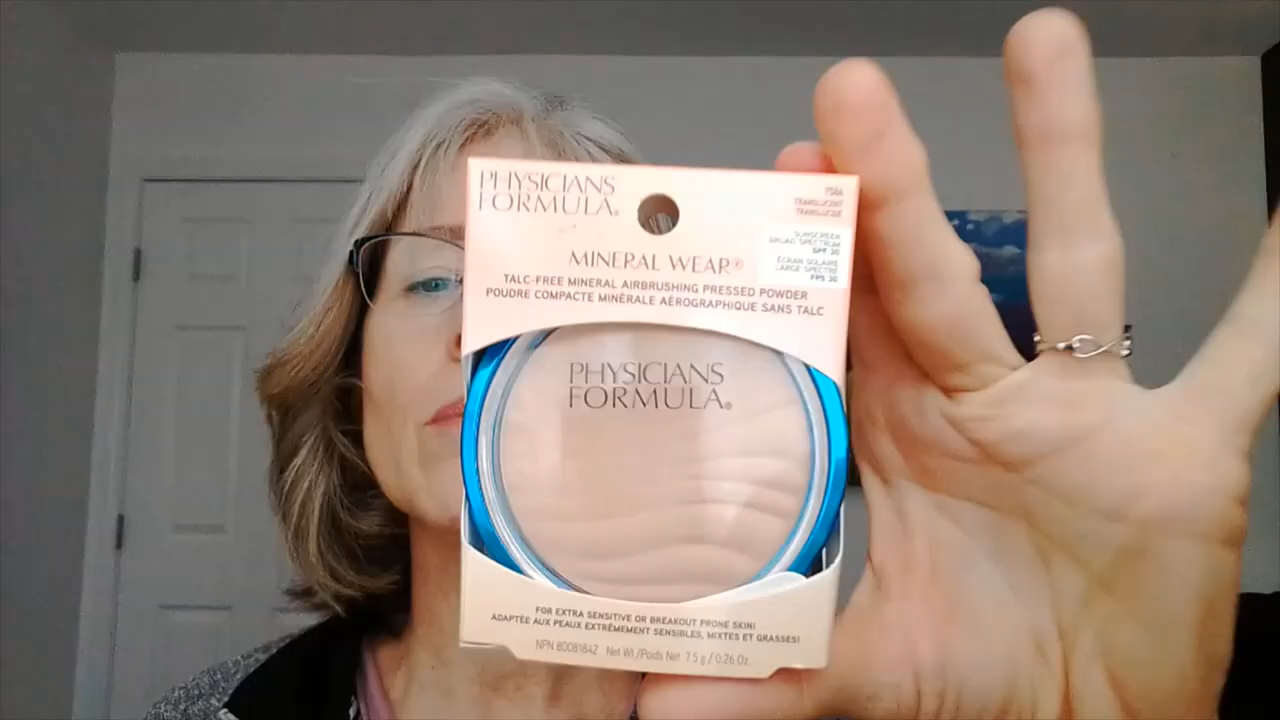 PHYSICIANS
FORMULA®
7586
TRANSLUCENT
TRANSLUCIDE
SUNSCREEN
BROAD SPECTRUM
SPF 30
ÉCRAN SOLAIRE
LARGE SPECTRE
FPS 30
MINERAL WEAR®
TALC-FREE MINERAL AIRBRUSHING PRESSED POWDER
POUDRE COMPACTE MINÉRALE AÉROGRAPHIQUE SANS TALC
PHYSICIANS
FORMULA®
FOR EXTRA SENSITIVE OR BREAKOUT PRONE SKIN!
ADAPTÉE AUX PEAUX EXTRÊMEMENT SENSIBLES, MIXTES ET GRASSES!
NPN 80081842 Net Wt./Poids Net 7.5 g / 0.26 Oz.